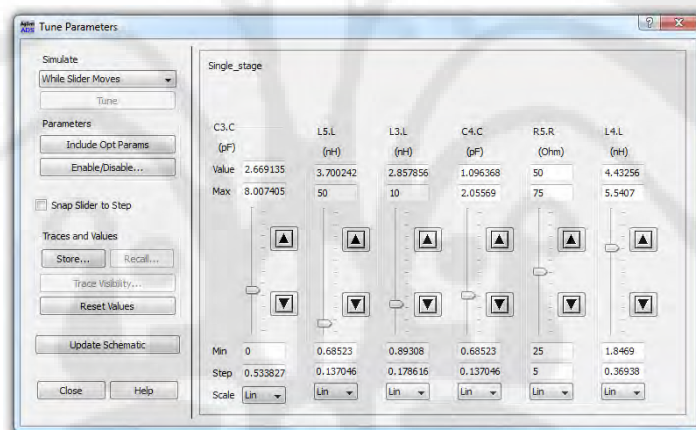 Agilent
ADS
Tune Parameters
Simulate
While Slider Moves
Tune
Parameters
Include Opt Params
Enable/Disable...
Snap Slider to Step
Traces and Values
Store... Recall...
Trace Visibility...
Reset Values
Update Schematic
Close Help
Single_stage
C3.C L5.L L3.L C4.C R5.R L4.L
(pF) (nH) (nH) (pF) (Ohm) (nH)
Value 2.669135 3.700242 2.857856 1.096368 50 4.43256
Max 8.007405 50 10 2.05569 75 5.5407
Min 0 0.68523 0.89308 0.68523 25 1.8469
Step 0.533827 0.137046 0.178616 0.137046 5 0.36938
Scale Lin Lin Lin Lin Lin Lin